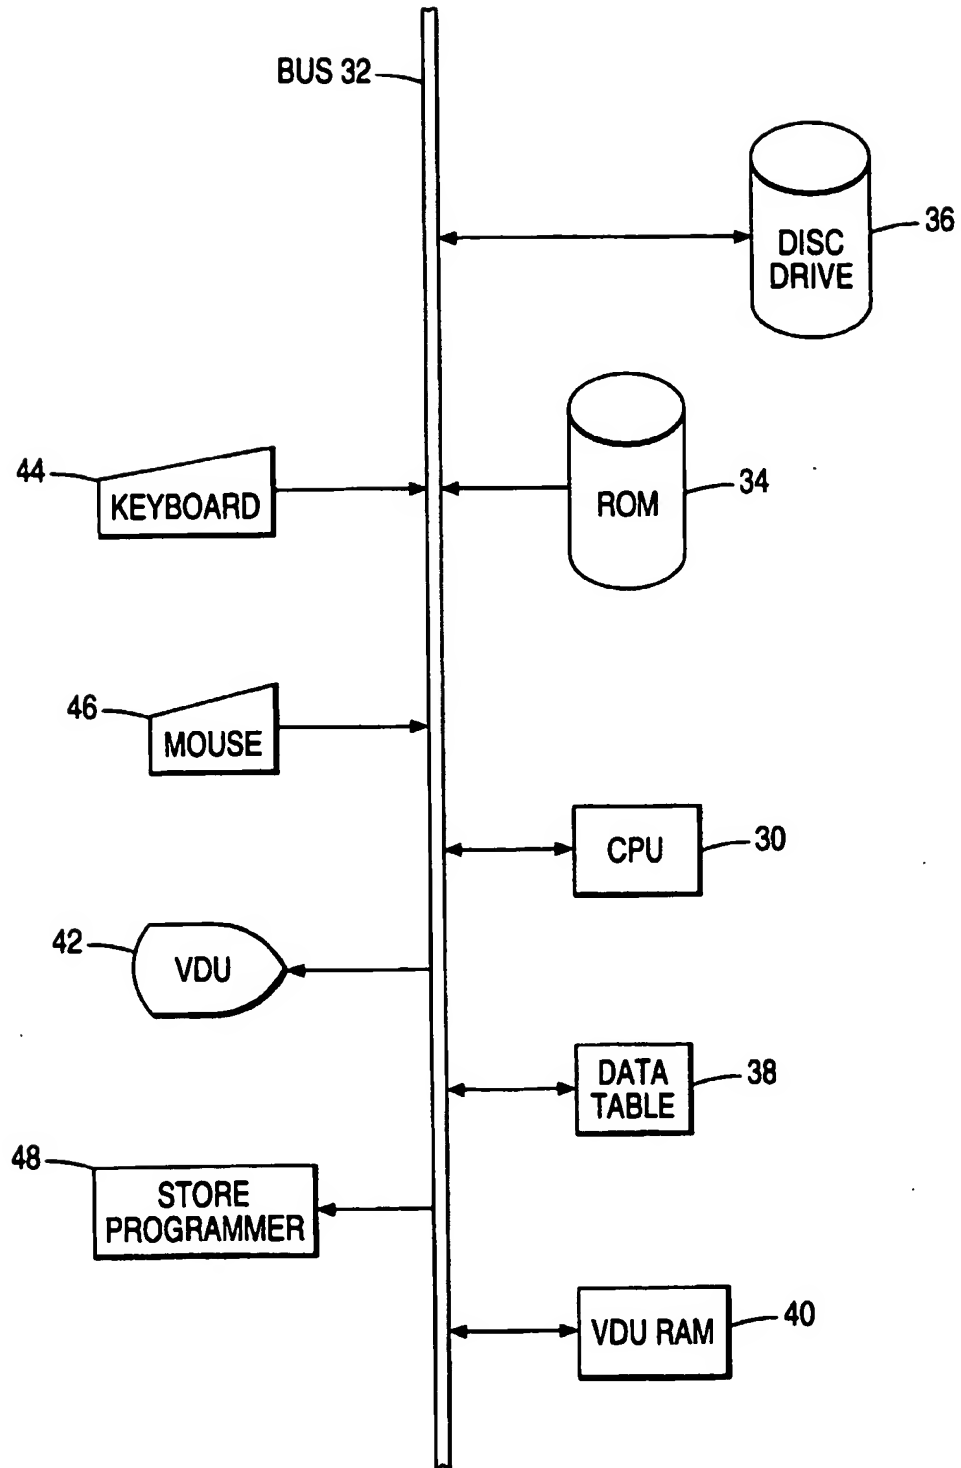 BUS 32
DISC
DRIVE
36
44
KEYBOARD
ROM
34
46
MOUSE
CPU
30
42
VDU
DATA
TABLE
38
48
STORE
PROGRAMMER
VDU RAM
40